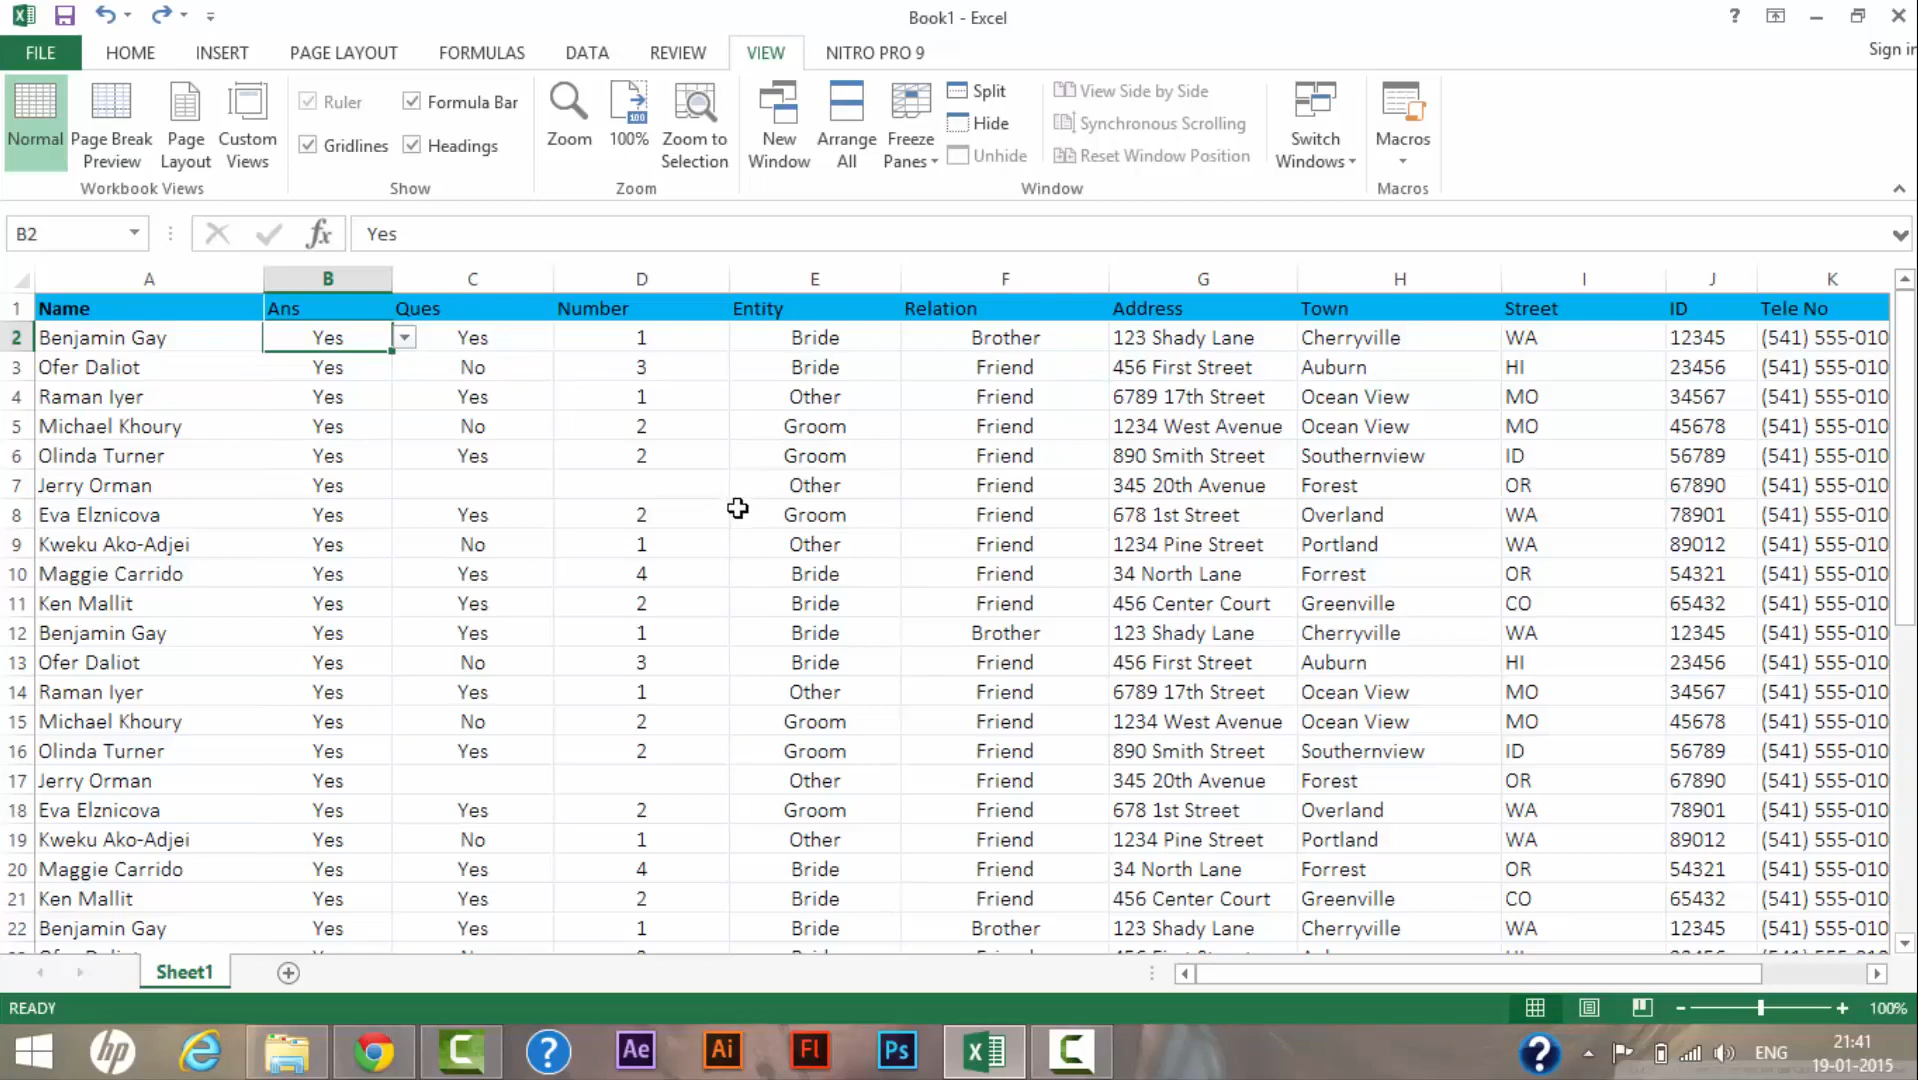 Book1 - Excel
?
Sign in
FILE HOME INSERT PAGE LAYOUT FORMULAS DATA REVIEW VIEW NITRO PRO 9
Normal
Page Break Preview
Page Layout
Custom Views
Workbook Views
Ruler
Formula Bar
Gridlines
Headings
Show
Zoom
100
100%
Zoom to Selection
Zoom
New Window
Arrange All
Freeze Panes
Split
Hide
Unhide
View Side by Side
Synchronous Scrolling
Reset Window Position
Window
Switch Windows
Macros
Macros
B2 fx Yes
A B C D E F G H I J K
1 Name Ans Ques Number Entity Relation Address Town Street ID Tele No
2 Benjamin Gay Yes Yes 1 Bride Brother 123 Shady Lane Cherryville WA 12345 (541) 555-010
3 Ofer Daliot Yes No 3 Bride Friend 456 First Street Auburn HI 23456 (541) 555-010
4 Raman Iyer Yes Yes 1 Other Friend 6789 17th Street Ocean View MO 34567 (541) 555-010
5 Michael Khoury Yes No 2 Groom Friend 1234 West Avenue Ocean View MO 45678 (541) 555-010
6 Olinda Turner Yes Yes 2 Groom Friend 890 Smith Street Southernview ID 56789 (541) 555-010
7 Jerry Orman Yes Other Friend 345 20th Avenue Forest OR 67890 (541) 555-010
8 Eva Elznicova Yes Yes 2 Groom Friend 678 1st Street Overland WA 78901 (541) 555-010
9 Kweku Ako-Adjei Yes No 1 Other Friend 1234 Pine Street Portland WA 89012 (541) 555-010
10 Maggie Carrido Yes Yes 4 Bride Friend 34 North Lane Forrest OR 54321 (541) 555-010
11 Ken Mallit Yes Yes 2 Bride Friend 456 Center Court Greenville CO 65432 (541) 555-010
12 Benjamin Gay Yes Yes 1 Bride Brother 123 Shady Lane Cherryville WA 12345 (541) 555-010
13 Ofer Daliot Yes No 3 Bride Friend 456 First Street Auburn HI 23456 (541) 555-010
14 Raman Iyer Yes Yes 1 Other Friend 6789 17th Street Ocean View MO 34567 (541) 555-010
15 Michael Khoury Yes No 2 Groom Friend 1234 West Avenue Ocean View MO 45678 (541) 555-010
16 Olinda Turner Yes Yes 2 Groom Friend 890 Smith Street Southernview ID 56789 (541) 555-010
17 Jerry Orman Yes Other Friend 345 20th Avenue Forest OR 67890 (541) 555-010
18 Eva Elznicova Yes Yes 2 Groom Friend 678 1st Street Overland WA 78901 (541) 555-010
19 Kweku Ako-Adjei Yes No 1 Other Friend 1234 Pine Street Portland WA 89012 (541) 555-010
20 Maggie Carrido Yes Yes 4 Bride Friend 34 North Lane Forrest OR 54321 (541) 555-010
21 Ken Mallit Yes Yes 2 Bride Friend 456 Center Court Greenville CO 65432 (541) 555-010
22 Benjamin Gay Yes Yes 1 Bride Brother 123 Shady Lane Cherryville WA 12345 (541) 555-010
Sheet1
READY 100%
hp ? Ae Ai Fl Ps ? ENG
21:41
19-01-2015